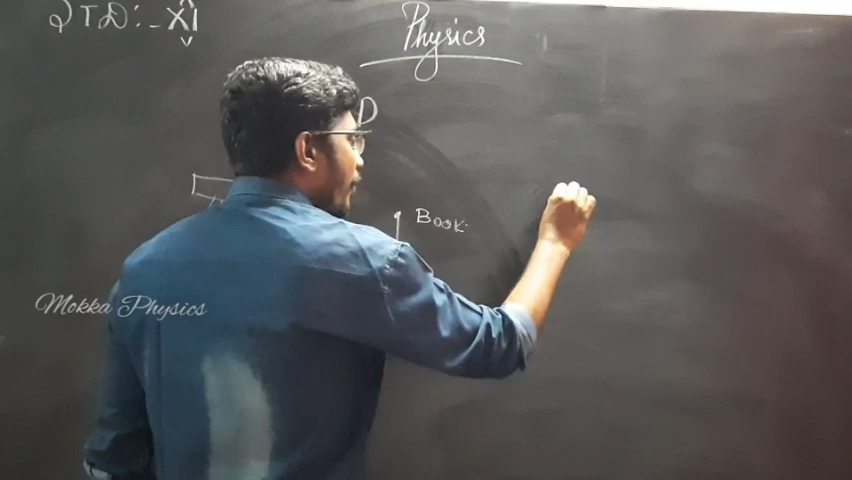 STD:- XI
Physics
P
Book
Mokka Physics